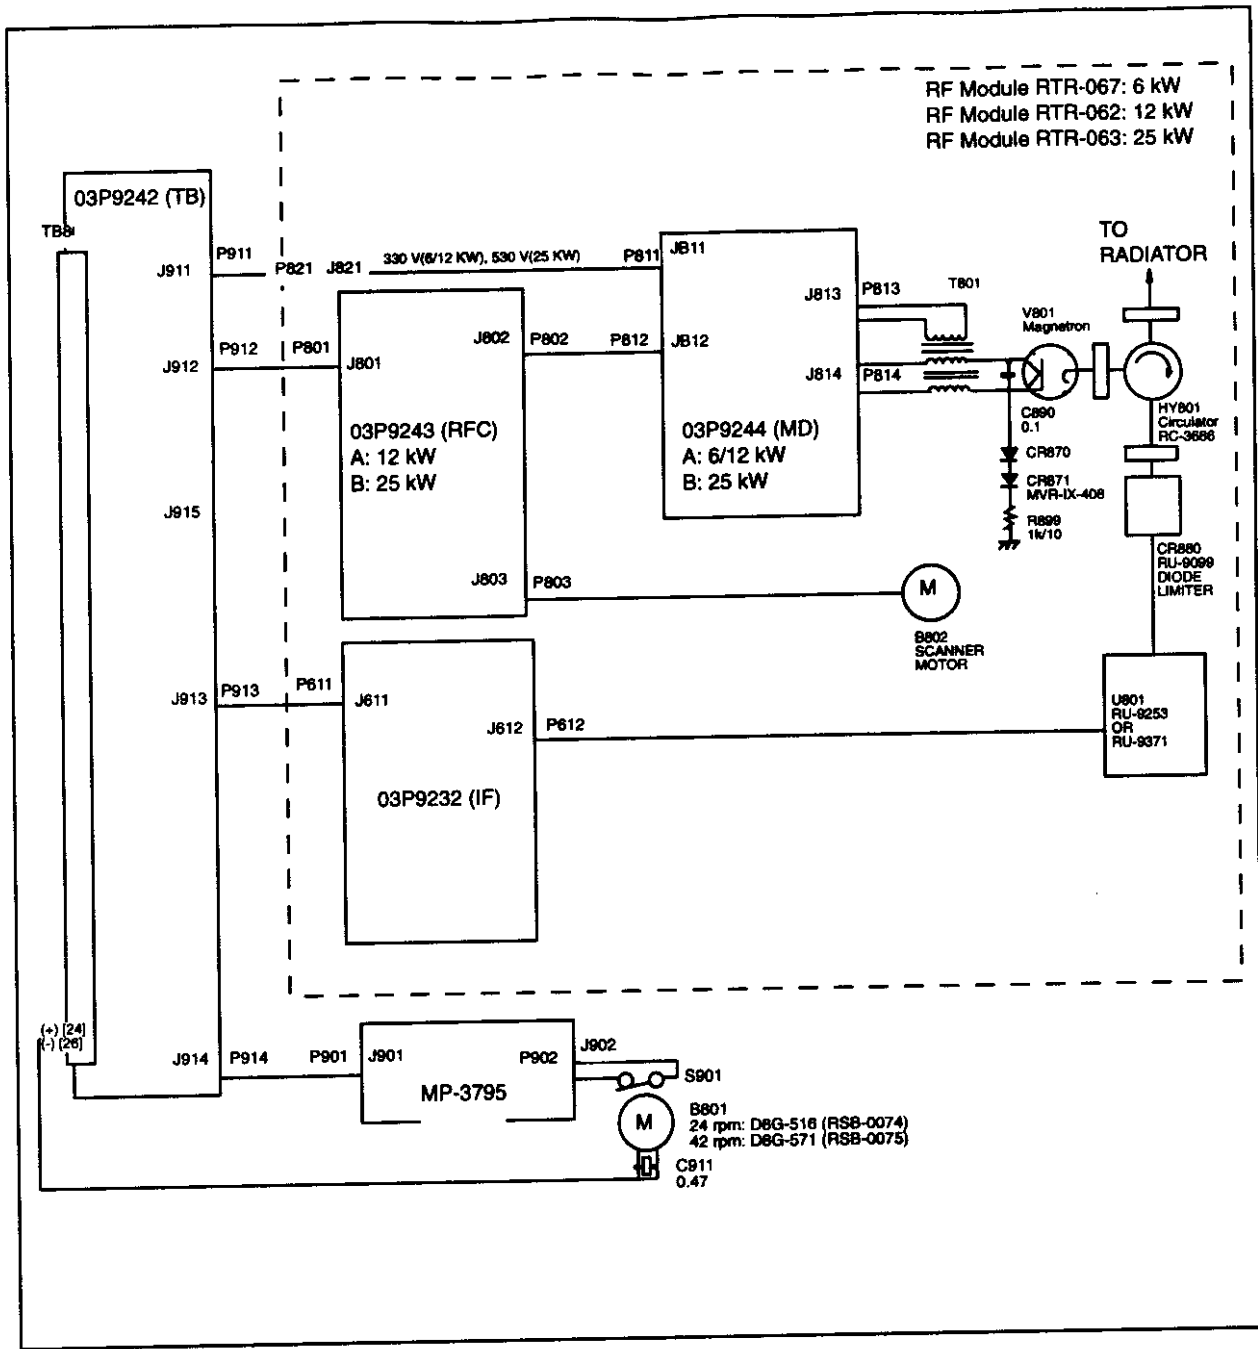 RF Module RTR-067: 6 kW
RF Module RTR-062: 12 kW
RF Module RTR-063: 25 kW
03P9242 (TB)
TB8
J911
P911
P821
J821
330 V(6/12 KW), 530 V(25 KW)
P811
JB11
J813
P813
T801
TO
RADIATOR
V801
Magnetron
J912
P912
P801
J801
J802
P802
P812
JB12
J814
P814
C890
0.1
HY801
Circulator
RC-3686
03P9243 (RFC)
A: 12 kW
B: 25 kW
03P9244 (MD)
A: 6/12 kW
B: 25 kW
CR870
CR871
MVR-IX-408
R899
1k/10
J915
CR880
RU-9099
DIODE
LIMITER
J803
P803
M
B802
SCANNER
MOTOR
J913
P913
P611
J611
J612
P612
U801
RU-9253
OR
RU-9371
03P9232 (IF)
(+) [24]
(-) [26]
J914
P914
P901
J901
P902
J902
S901
MP-3795
M
B801
24 rpm: D8G-516 (RSB-0074)
42 rpm: D8G-571 (RSB-0075)
C911
0.47